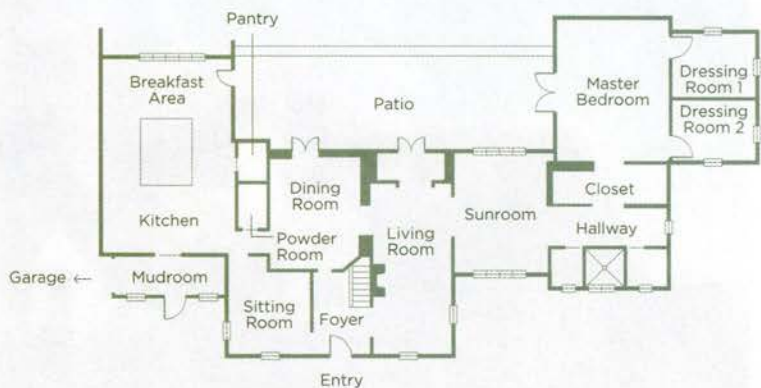 Pantry
Breakfast
Area
Patio
Master
Bedroom
Dressing
Room 1
Dressing
Room 2
Dining
Room
Closet
Kitchen
Living
Room
Sunroom
Hallway
Powder
Room
Garage ←
Mudroom
Sitting
Room
Foyer
Entry